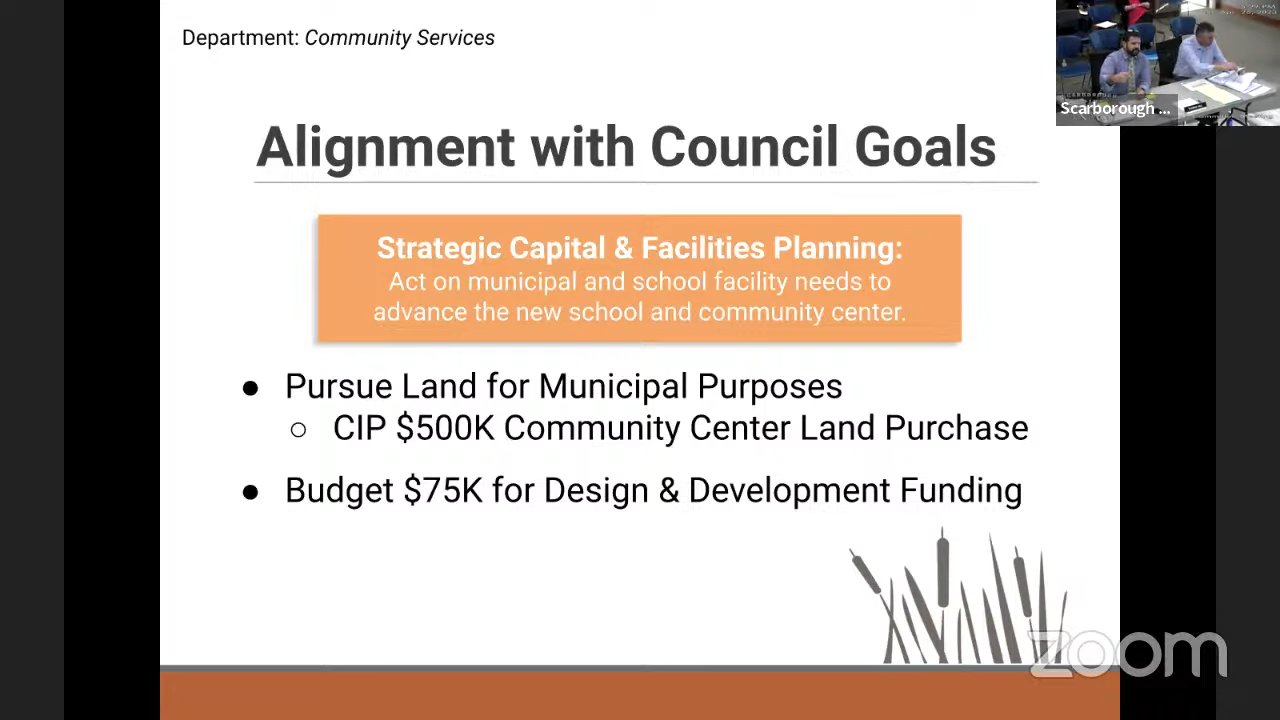 Department: Community Services
Scarborough ...
Alignment with Council Goals
Strategic Capital & Facilities Planning:
Act on municipal and school facility needs to
advance the new school and community center.
● Pursue Land for Municipal Purposes
○ CIP $500K Community Center Land Purchase
● Budget $75K for Design & Development Funding
zoom